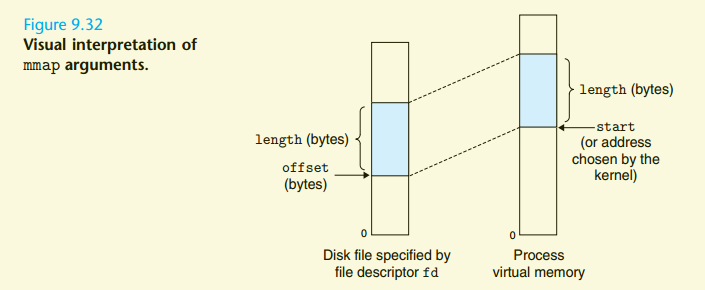 Figure 9.32
Visual interpretation of
mmap arguments.
length (bytes)
offset
(bytes)
0
Disk file specified by
file descriptor fd
length (bytes)
start
(or address
chosen by the
kernel)
0
Process
virtual memory